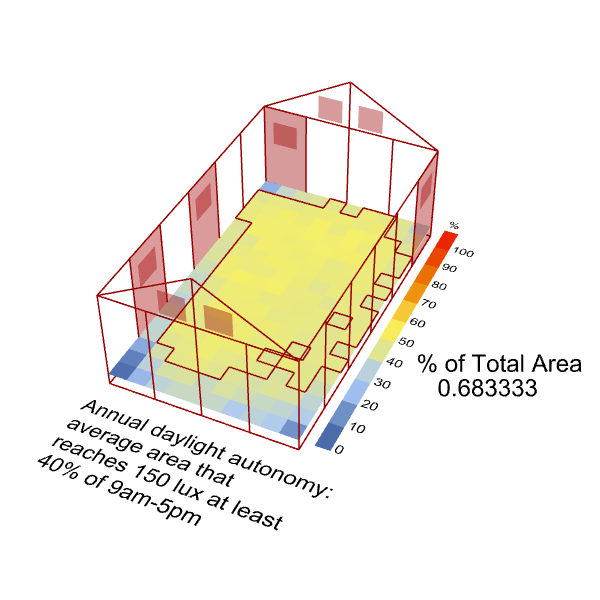 %
100
90
80
70
60
50
40
30
20
10
0
% of Total Area
0.683333
Annual daylight autonomy:
average area that
reaches 150 lux at least
40% of 9am-5pm